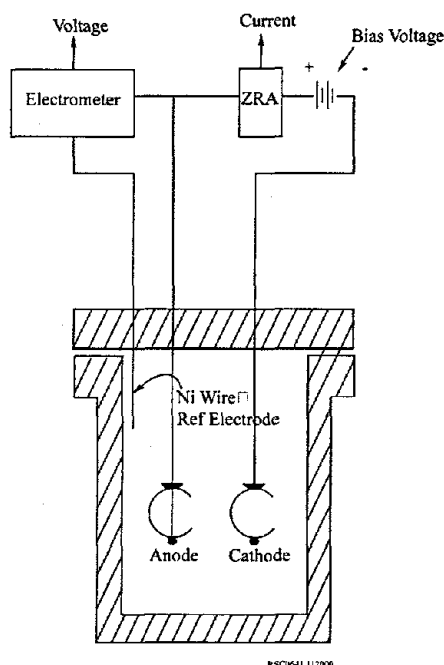 Voltage
Current
Bias Voltage
+ -
Electrometer
ZRA
Ni Wire□
Ref Electrode
Anode
Cathode